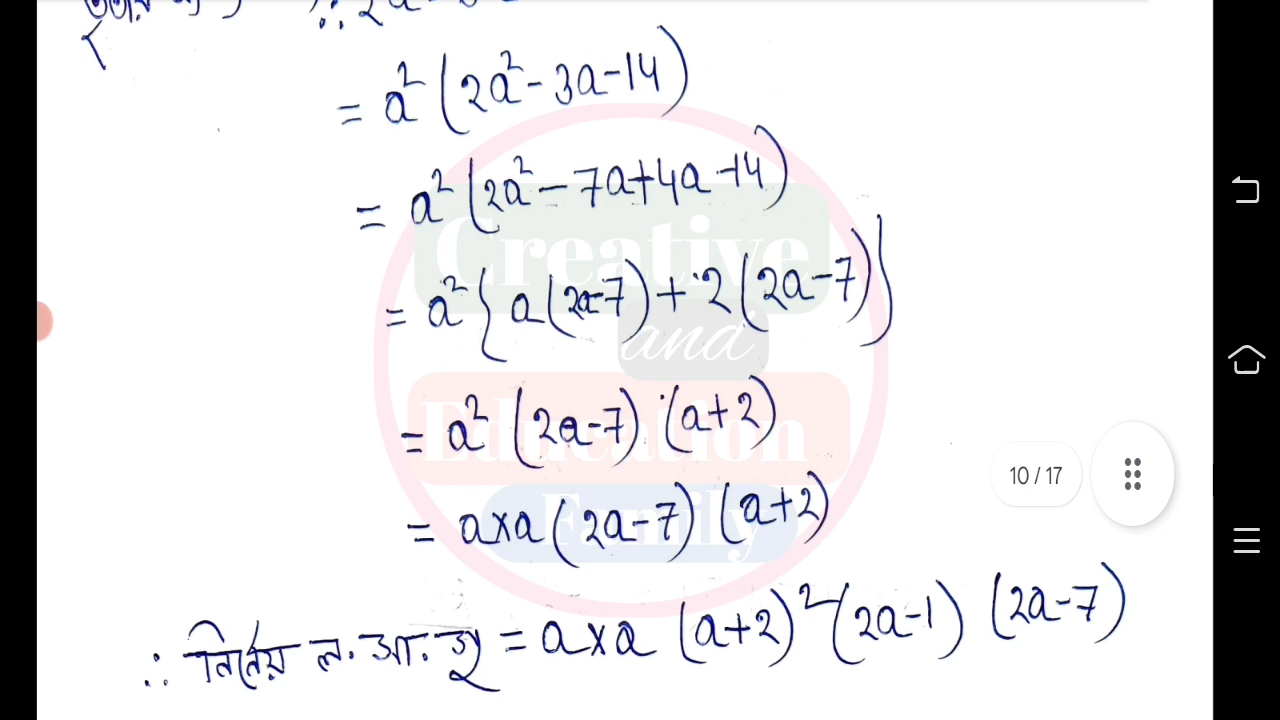 ∴ 2a
= a² (2a² - 3a - 14)
= a² (2a² - 7a + 4a - 14)
= a² { a (2a - 7) + 2 (2a - 7) }
= a² (2a - 7) (a + 2)
= a × a (2a - 7) (a + 2)
∴ নির্ণেয় ল. সা. গু = a × a (a + 2)² (2a - 1) (2a - 7)
Creative
and
Education
Family
10 / 17